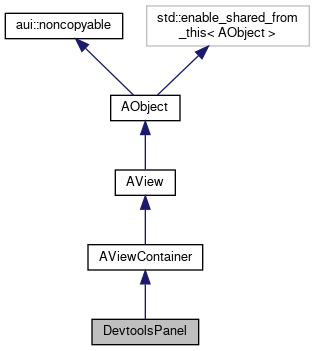 aui::noncopyable
std::enable_shared_from
_this< AObject >
AObject
AView
AViewContainer
DevtoolsPanel